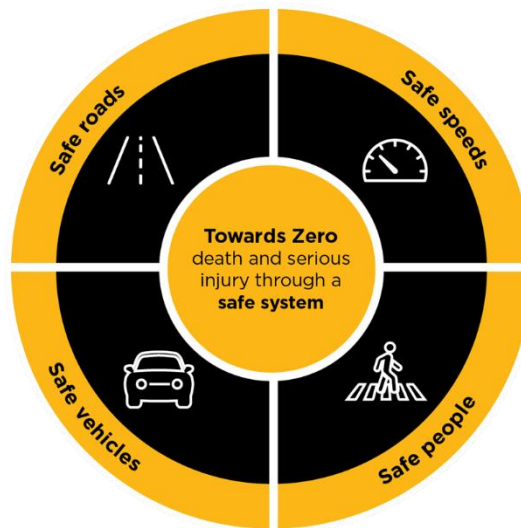 Safe roads
Safe speeds
Towards Zero
death and serious
injury through a
safe system
Safe vehicles
Safe people